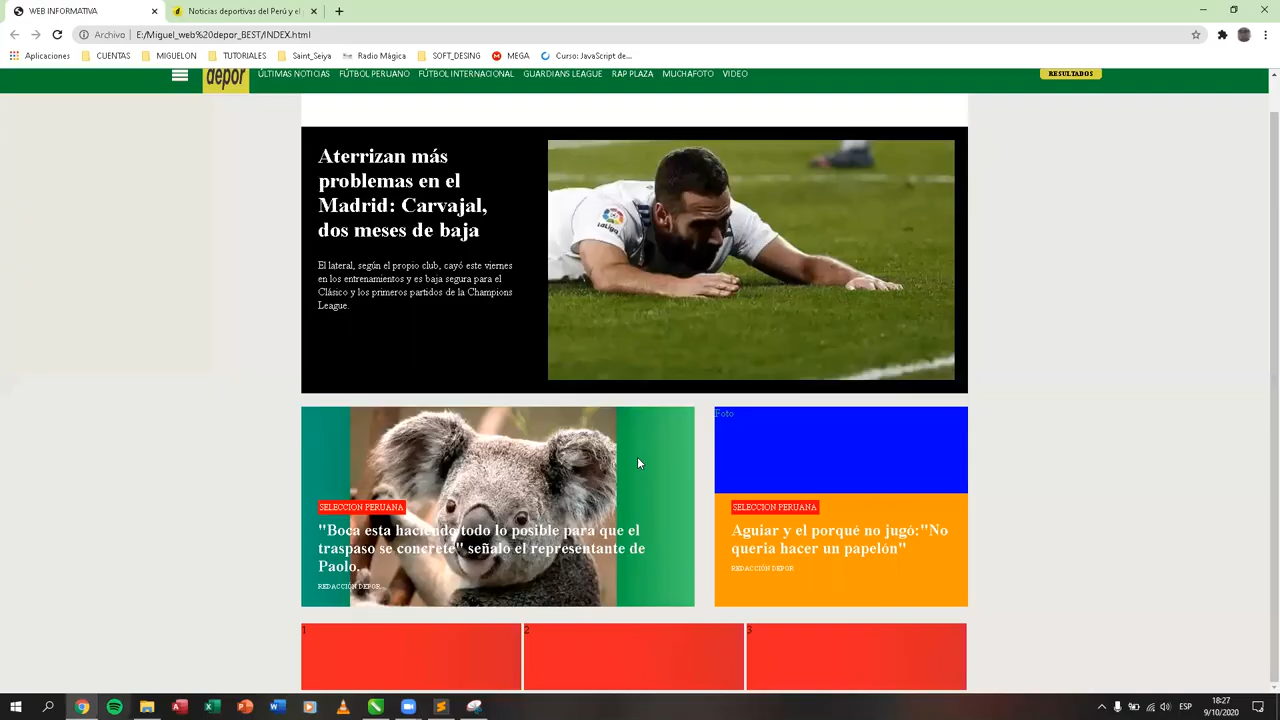 WEB INFORMATIVA
Noticias deportivas del Perú y el
Archivo | E:/Miguel_web%20depor_BEST/INDEX.html
Aplicaciones CUENTAS MIGUELON TUTORIALES Saint_Seiya Radio Mágica SOFT_DESING MEGA Curso: JavaScript de...
depor ÚLTIMAS NOTICIAS FÚTBOL PERUANO FÚTBOL INTERNACIONAL GUARDIANS LEAGUE RAP PLAZA MUCHAFOTO VIDEO RESULTADOS
Aterrizan más
problemas en el
Madrid: Carvajal,
dos meses de baja
El lateral, según el propio club, cayó este viernes
en los entrenamientos y es baja segura para el
Clásico y los primeros partidos de la Champions
League.
LaLiga
SELECCION PERUANA
"Boca esta haciendo todo lo posible para que el
traspaso se concrete" señalo el representante de
Paolo.
REDACCIÓN DEPOR
Foto
SELECCION PERUANA
Aguiar y el porqué no jugó:"No
queria hacer un papelón"
REDACCIÓN DEPOR
1
2
3
ESP
18:27
9/10/2020